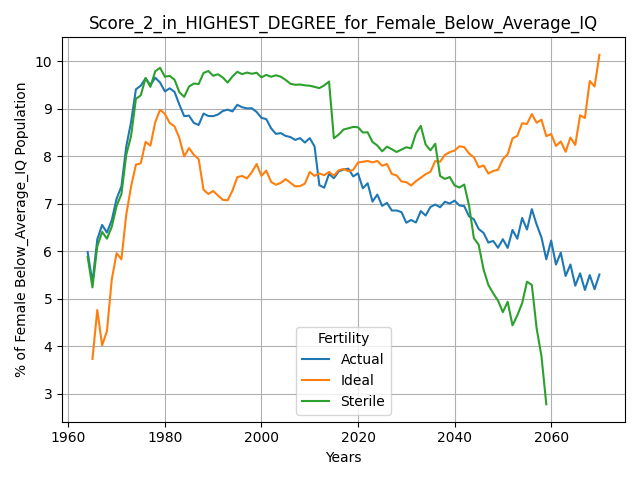 Score_2_in_HIGHEST_DEGREE_for_Female_Below_Average_IQ
% of Female Below_Average_IQ Population
10
9
8
7
6
5
4
3
Fertility
Actual
Ideal
Sterile
1960 1980 2000 2020 2040 2060
Years